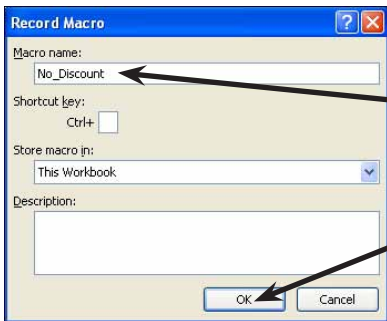 Record Macro
Macro name:
No_Discount
Shortcut key:
Ctrl+
Store macro in:
This Workbook
Description:
OK Cancel